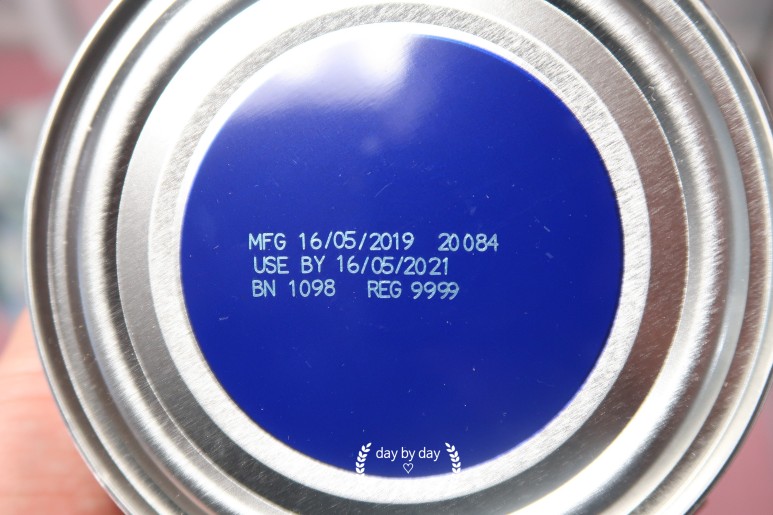 MFG 16/05/2019 20084
USE BY 16/05/2021
BN 1098 REG 9999
day by day